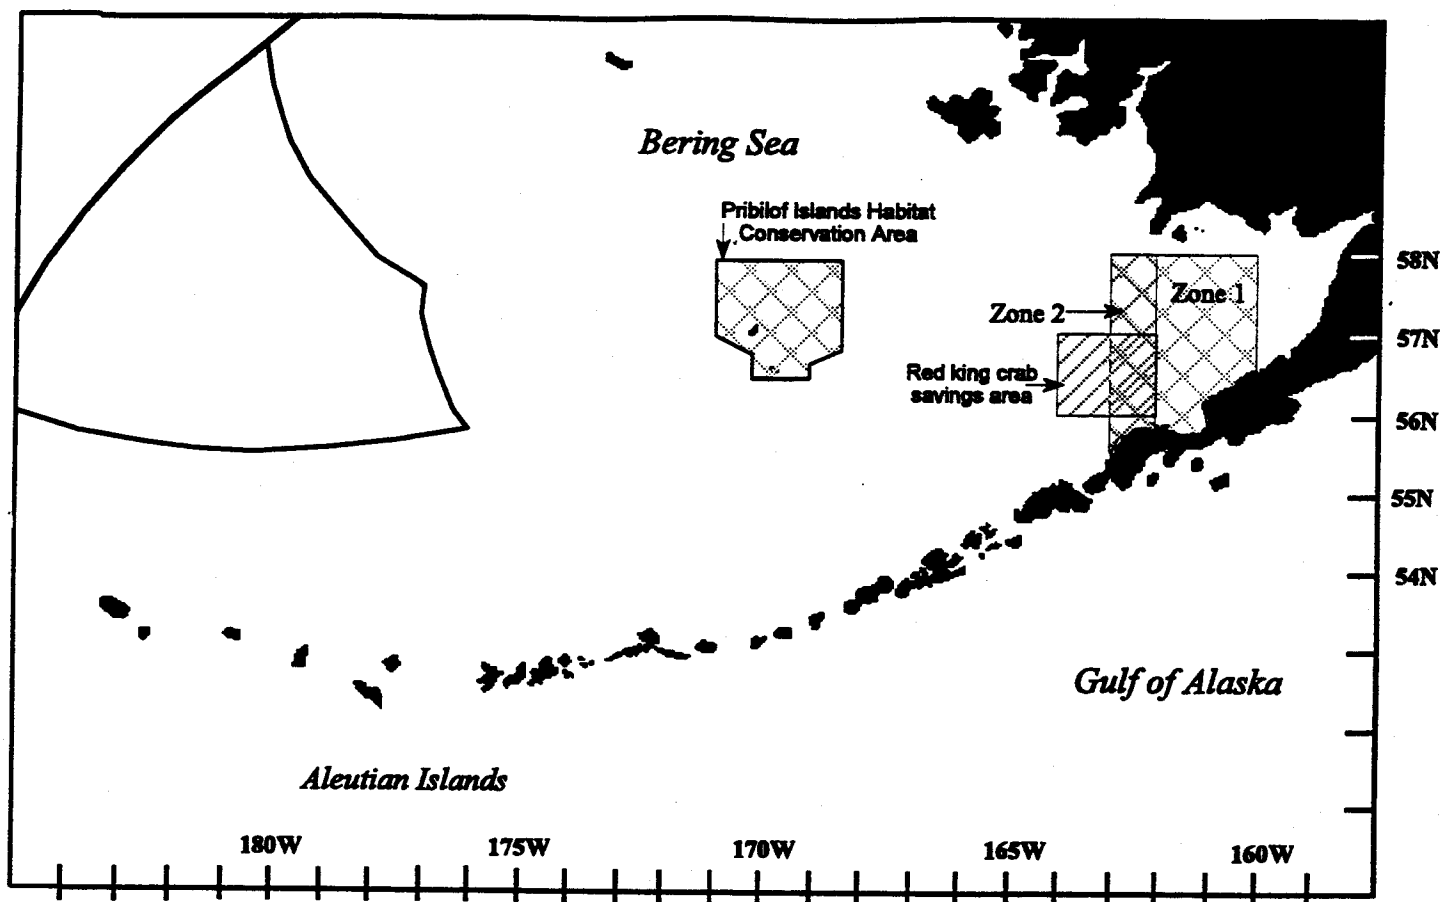 Bering Sea
Pribilof Islands Habitat
Conservation Area
58N
Zone 1
Zone 2
57N
Red king crab
savings area
56N
55N
54N
Gulf of Alaska
Aleutian Islands
180W
175W
170W
165W
160W